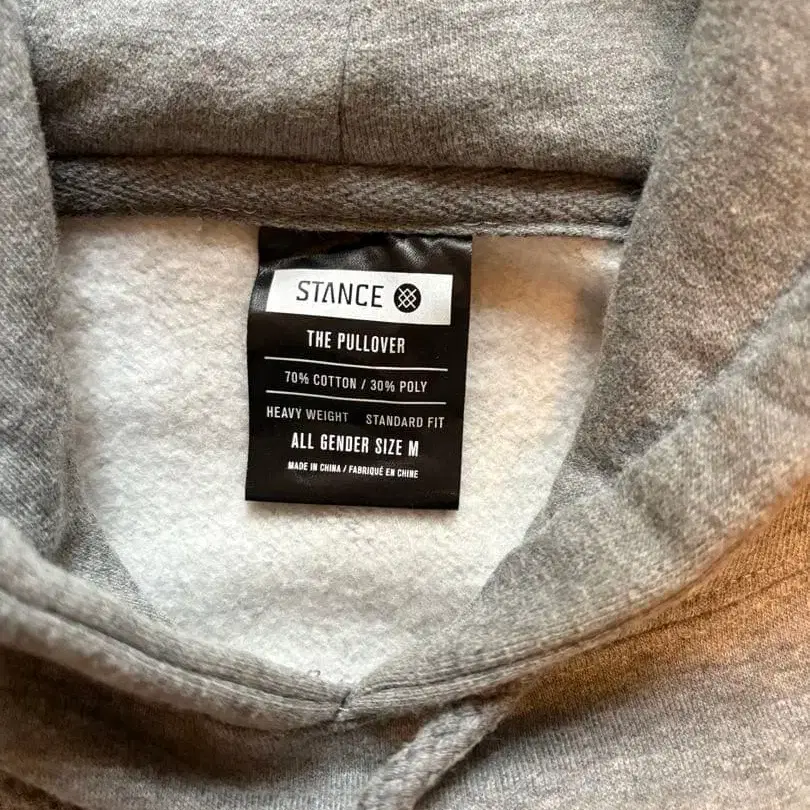 STANCE
THE PULLOVER
70% COTTON / 30% POLY
HEAVY WEIGHT STANDARD FIT
ALL GENDER SIZE M
MADE IN CHINA / FABRIQUÉ EN CHINE